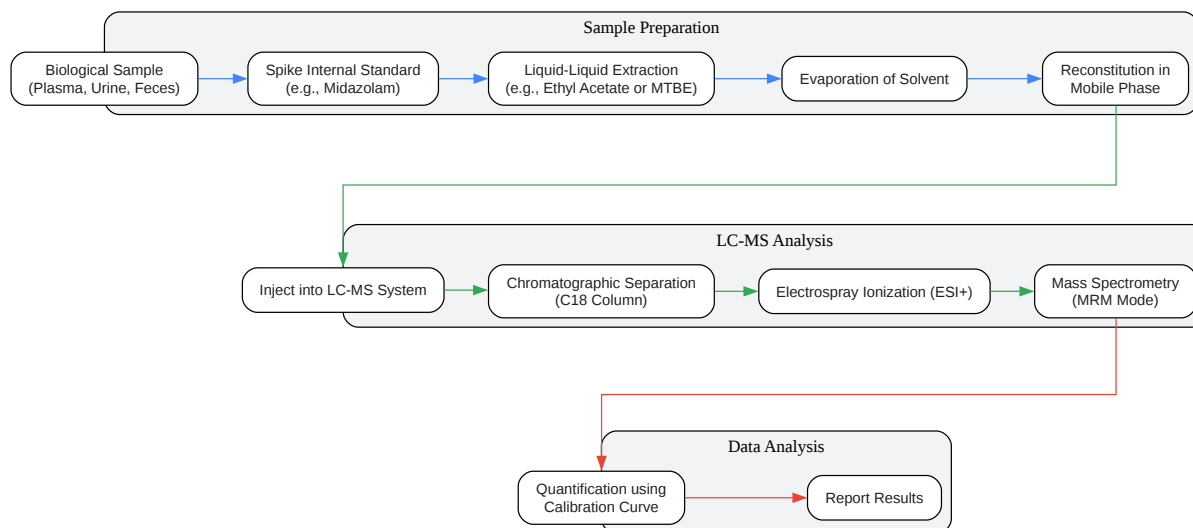 Sample Preparation
Biological Sample
(Plasma, Urine, Feces)
Spike Internal Standard
(e.g., Midazolam)
Liquid-Liquid Extraction
(e.g., Ethyl Acetate or MTBE)
Evaporation of Solvent
Reconstitution in
Mobile Phase
LC-MS Analysis
Inject into LC-MS System
Chromatographic Separation
(C18 Column)
Electrospray Ionization (ESI+)
Mass Spectrometry
(MRM Mode)
Data Analysis
Quantification using
Calibration Curve
Report Results